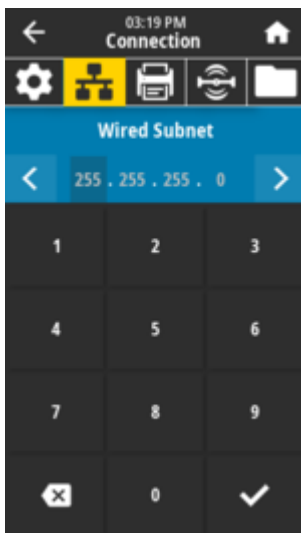 03:19 PM
Connection
Wired Subnet
255 . 255 . 255 . 0
1 2 3
4 5 6
7 8 9
0